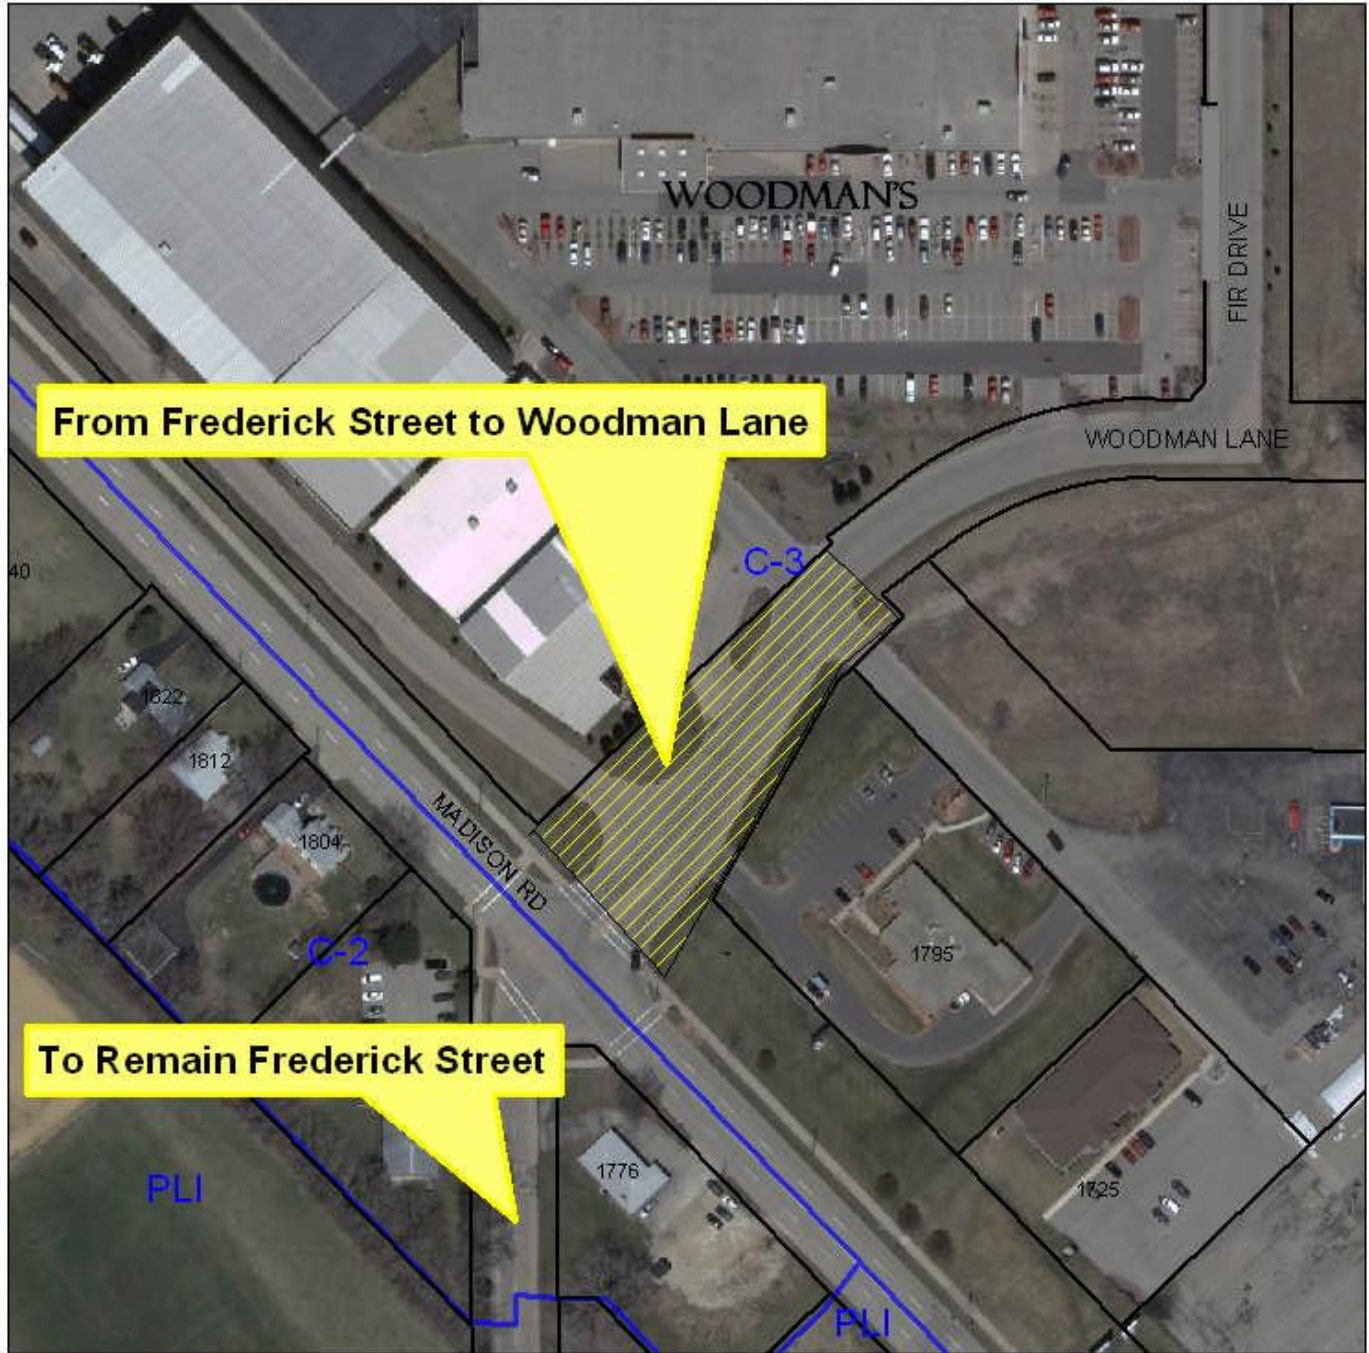 WOODMAN'S
FIR DRIVE
From Frederick Street to Woodman Lane
WOODMAN LANE
C-3
40
1822
1812
MADISON RD
1804
C-2
1795
To Remain Frederick Street
1776
PLI
1725
PLI